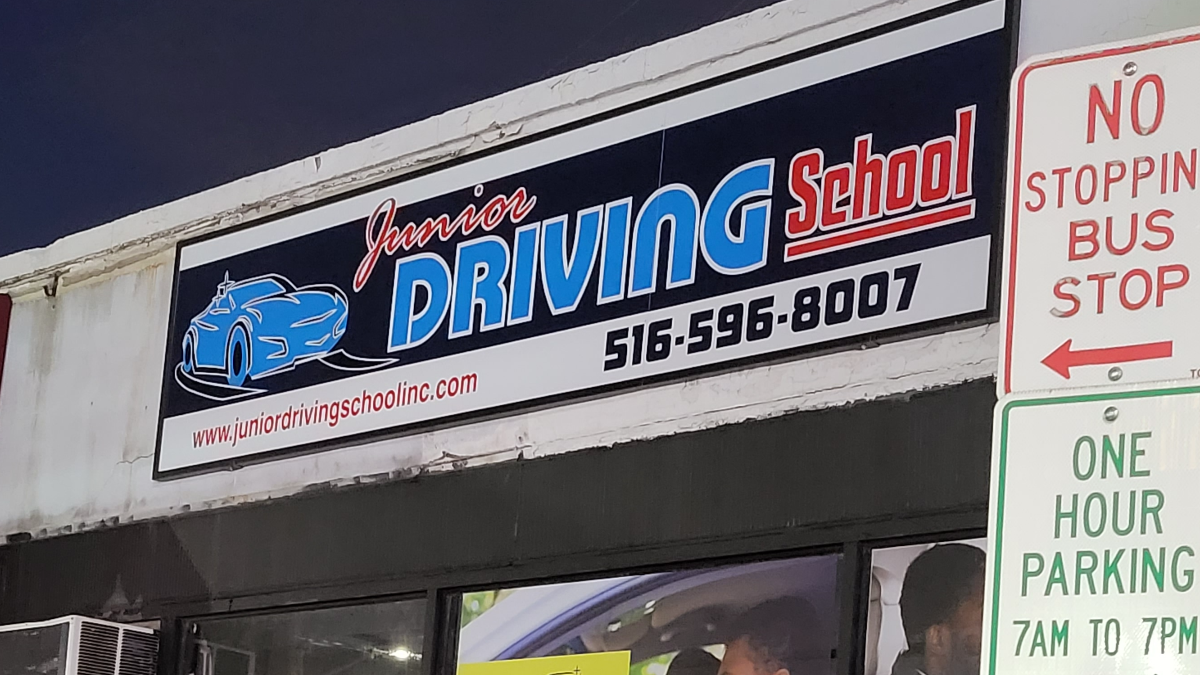 Junior
DRIVING School
516-596-8007
www.juniordrivingschoolinc.com
NO
STOPPIN
BUS
STOP
ONE
HOUR
PARKING
7AM TO 7PM